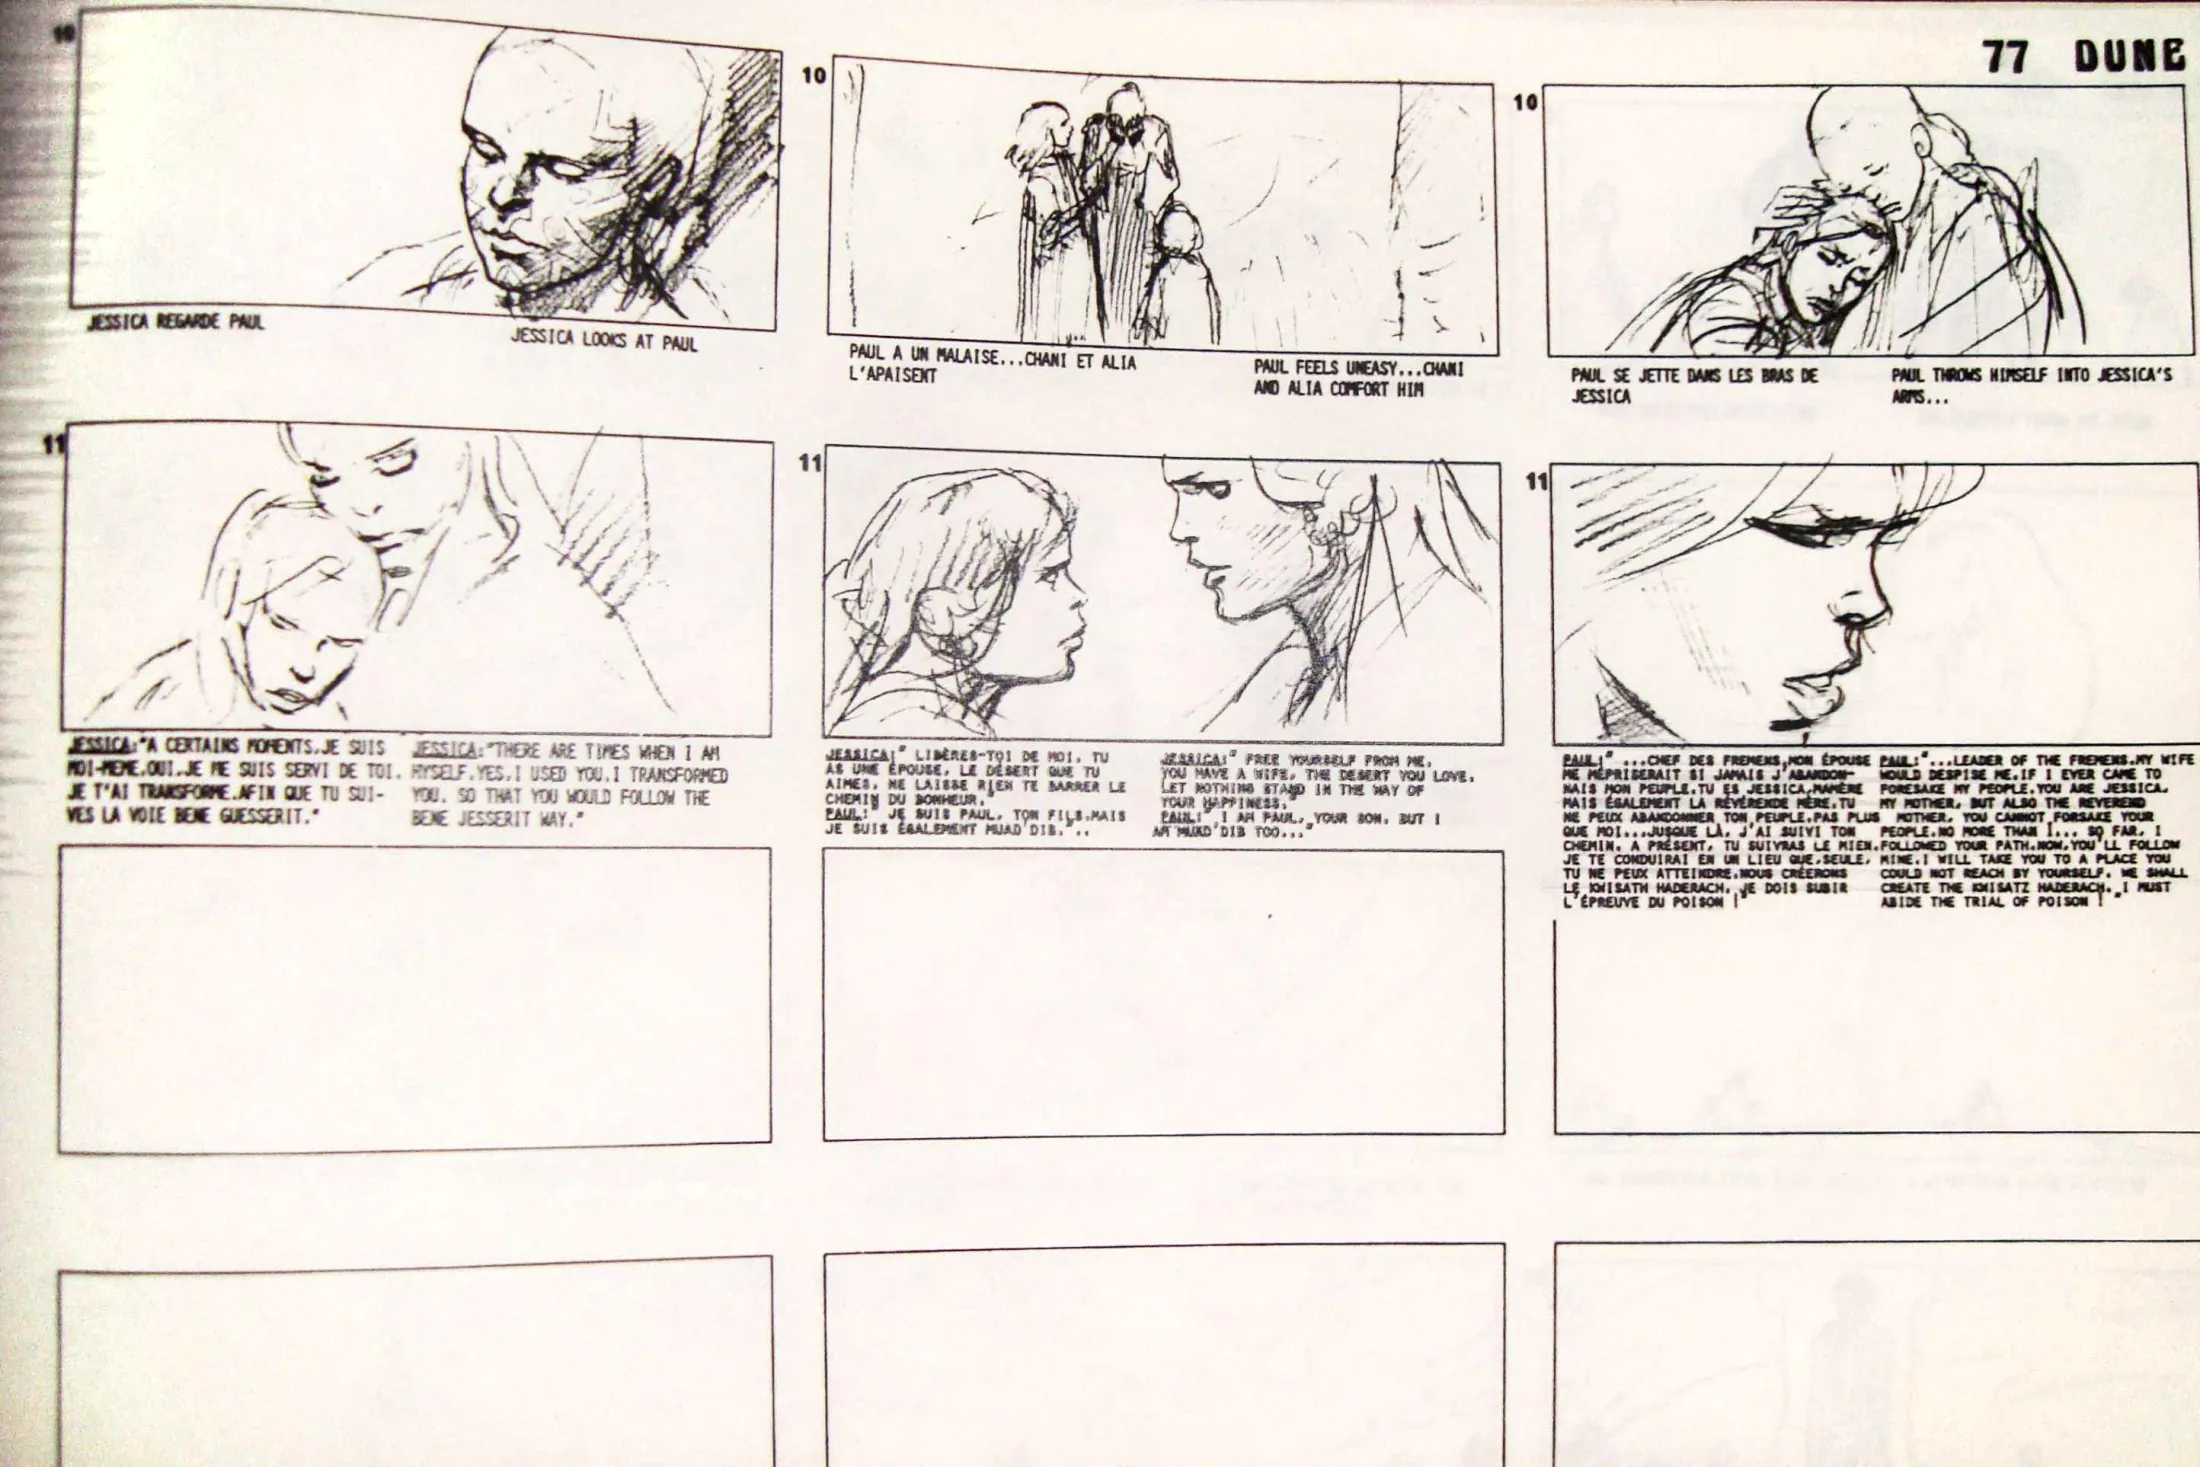 77 DUNE
10
JESSICA REGARDE PAUL
JESSICA LOOKS AT PAUL
10
PAUL A UN MALAISE...CHANI ET ALIA
L'APAISENT
PAUL FEELS UNEASY...CHANI
AND ALIA COMFORT HIM
10
PAUL SE JETTE DANS LES BRAS DE
JESSICA
PAUL THROWS HIMSELF INTO JESSICA'S
ARMS...
11
JESSICA:"A CERTAINS MOMENTS.JE SUIS
MOI-MEME.OUI.JE ME SUIS SERVI DE TOI.
JE T'AI TRANSFORME.AFIN QUE TU SUI-
VES LA VOIE BENE GUESSERIT."
JESSICA:"THERE ARE TIMES WHEN I AM
MYSELF.YES.I USED YOU.I TRANSFORMED
YOU. SO THAT YOU WOULD FOLLOW THE
BENE JESSERIT WAY."
11
JESSICA:" LIBÈRES-TOI DE MOI. TU
AS UNE ÉPOUSE. LE DÉSERT QUE TU
AIMES. NE LAISSE RIEN TE BARRER LE
CHEMIN DU BONHEUR."
PAUL:" JE SUIS PAUL. TON FILS.MAIS
JE SUIS ÉGALEMENT MUAD'DIB."..
JESSICA:" FREE YOURSELF FROM ME.
YOU HAVE A WIFE. THE DESERT YOU LOVE.
LET NOTHING STAND IN THE WAY OF
YOUR HAPPINESS."
PAUL:" I AM PAUL. YOUR SON. BUT I
AM MUAD'DIB TOO..."
11
PAUL:" ...CHEF DES FREMENS.MON ÉPOUSE
ME MÉPRISERAIT SI JAMAIS J'ABANDON-
NAIS MON PEUPLE.TU ES JESSICA.MAMÈRE
MAIS ÉGALEMENT LA RÉVÉRENDE MÈRE.TU
NE PEUX ABANDONNER TON PEUPLE.PAS PLUS
QUE MOI...JUSQUE LÀ. J'AI SUIVI TON
CHEMIN. A PRÉSENT. TU SUIVRAS LE MIEN.
JE TE CONDUIRAI EN UN LIEU QUE.SEULE.
TU NE PEUX ATTEINDRE.NOUS CRÉERONS
LE KWISATH HADERACH. JE DOIS SUBIR
L'ÉPREUVE DU POISON !"
PAUL:"...LEADER OF THE FREMENS.MY WIFE
WOULD DESPISE ME.IF I EVER CAME TO
FORESAKE MY PEOPLE.YOU ARE JESSICA.
MY MOTHER. BUT ALSO THE REVEREND
MOTHER. YOU CANNOT FORSAKE YOUR
PEOPLE.NO MORE THAN I... SO FAR. I
FOLLOWED YOUR PATH.NOW.YOU'LL FOLLOW
MINE.I WILL TAKE YOU TO A PLACE YOU
COULD NOT REACH BY YOURSELF. WE SHALL
CREATE THE KWISATZ HADERACH. I MUST
ABIDE THE TRIAL OF POISON ! "